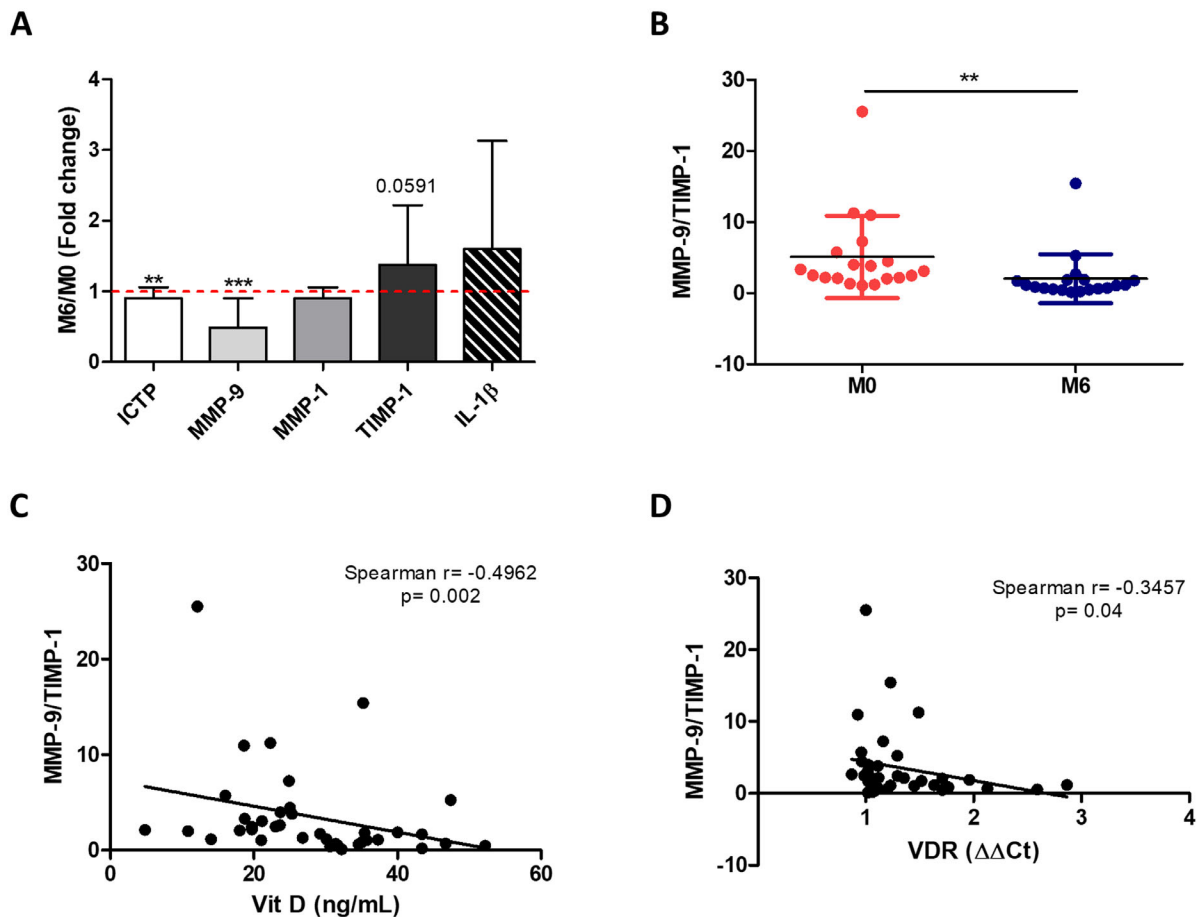 A
M6/M0 (Fold change)
4
3
2
1
0
**
***
0.0591
ICTP
MMP-9
MMP-1
TIMP-1
IL-1β
B
MMP-9/TIMP-1
30
20
10
0
-10
**
M0
M6
C
MMP-9/TIMP-1
30
20
10
0
Spearman r= -0.4962
p= 0.002
0
20
40
60
Vit D (ng/mL)
D
MMP-9/TIMP-1
30
20
10
0
-10
Spearman r= -0.3457
p= 0.04
1
2
3
4
VDR (ΔΔCt)